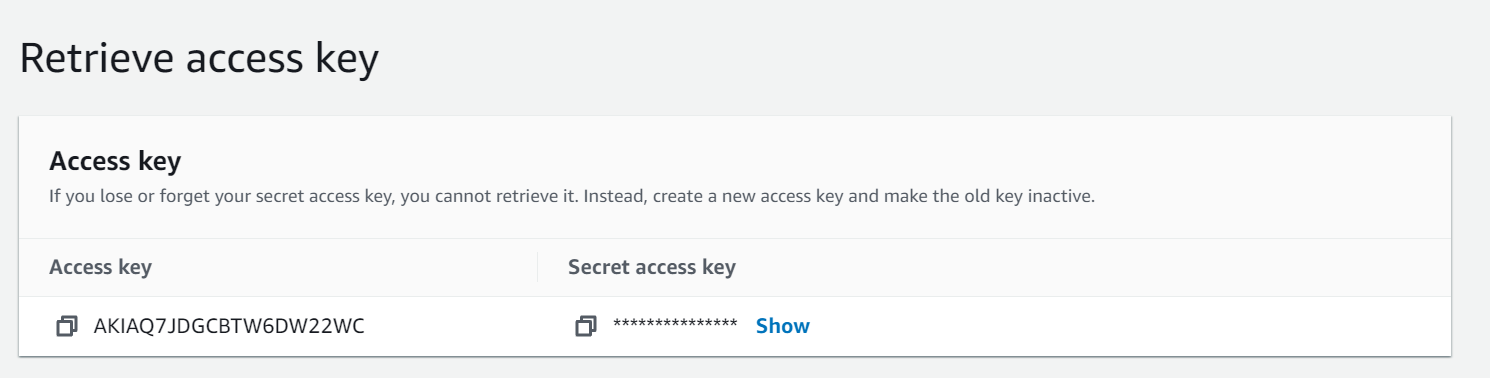 Retrieve access key
Access key
If you lose or forget your secret access key, you cannot retrieve it. Instead, create a new access key and make the old key inactive.
Access key Secret access key
AKIAQ7JDGCBTW6DW22WC *************** Show